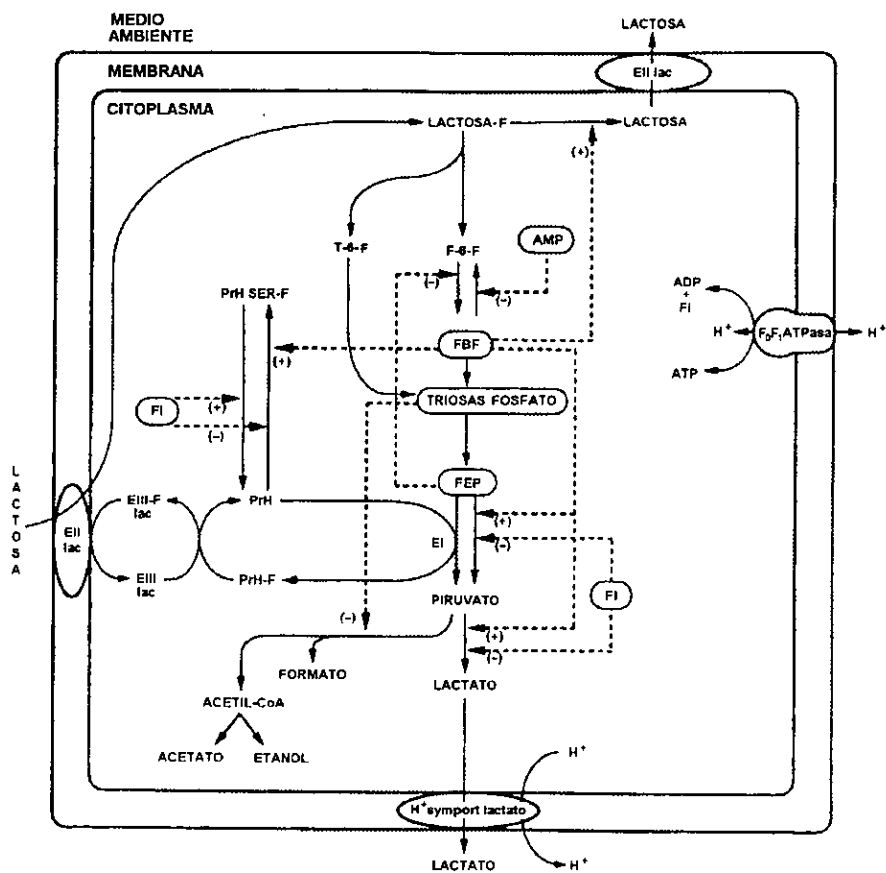 MEDIO
AMBIENTE
LACTOSA
MEMBRANA
EII lac
CITOPLASMA
LACTOSA-F
LACTOSA
(+)
T-6-F
F-6-F
AMP
(-)
(-)
PrH SER-F
ADP
+
FI
H+
F0F1ATPasa
H+
ATP
FBF
(+)
TRIOSAS FOSFATO
FI
(+)
(-)
LACTOSA
FEP
EIII-F
lac
PrH
(+)
(-)
EII
lac
EI
EIII
lac
PrH-F
PIRUVATO
FI
(-)
(+)
(-)
FORMATO
LACTATO
ACETIL-CoA
ACETATO
ETANOL
H+
H+symport lactato
LACTATO
H+